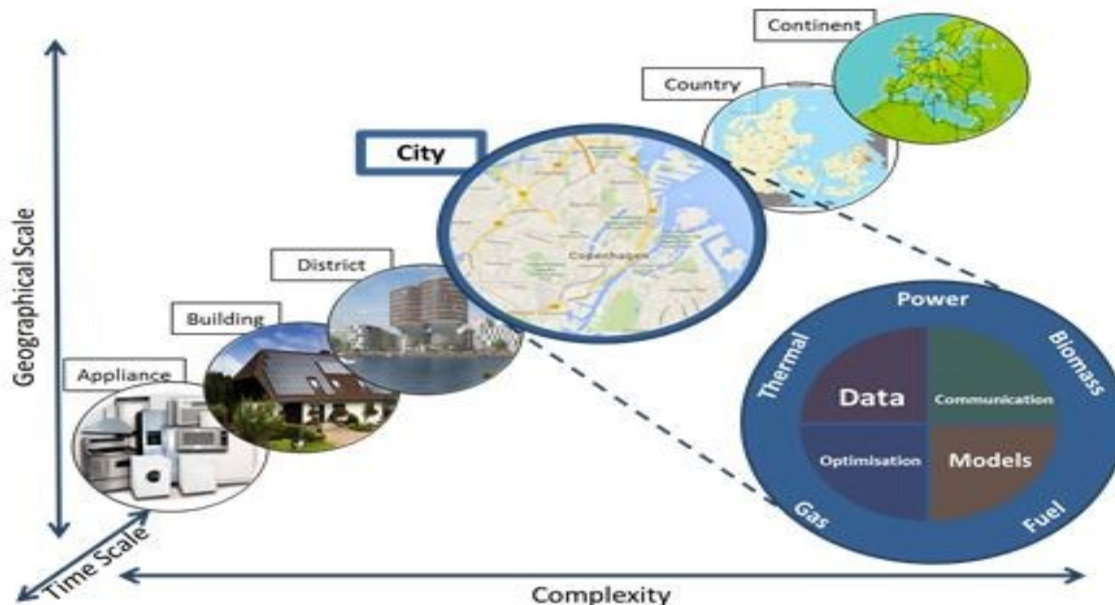 Continent
Country
City
District
Building
Appliance
Geographical Scale
Time Scale
Complexity
Copenhagen
Power
Thermal
Biomass
Data
Communication
Optimisation
Models
Gas
Fuel